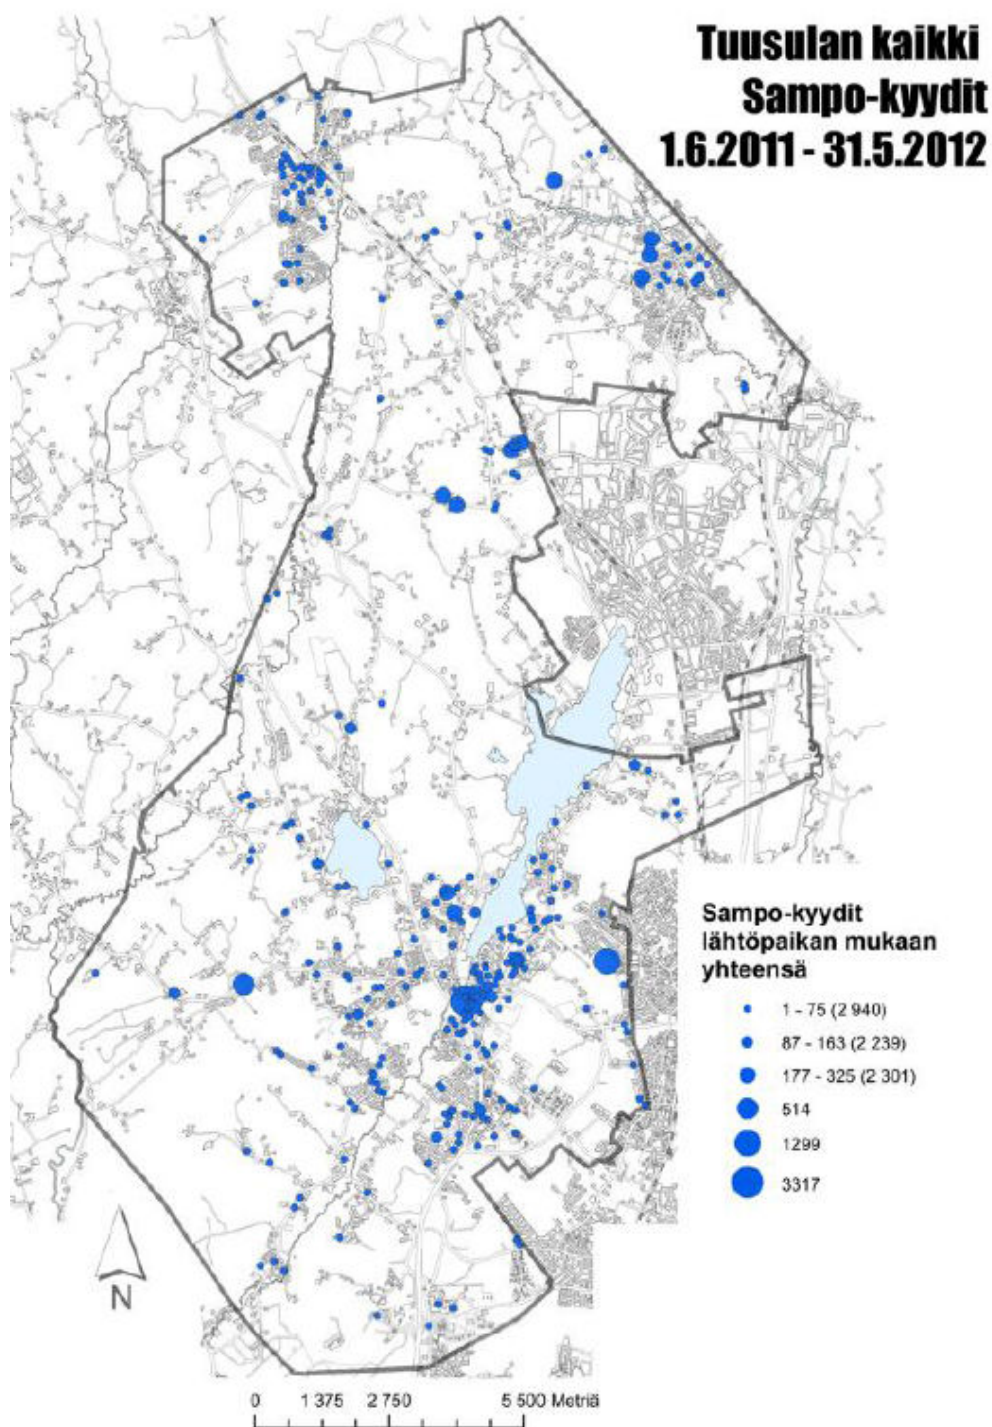 Tuusulan kaikki
Sampo-kyydit
1.6.2011 - 31.5.2012
Sampo-kyydit
lähtöpaikan mukaan
yhteensä
1 - 75 (2 940)
87 - 163 (2 239)
177 - 325 (2 301)
514
1299
3317
N
0 1 375 2 750 5 500 Metriä